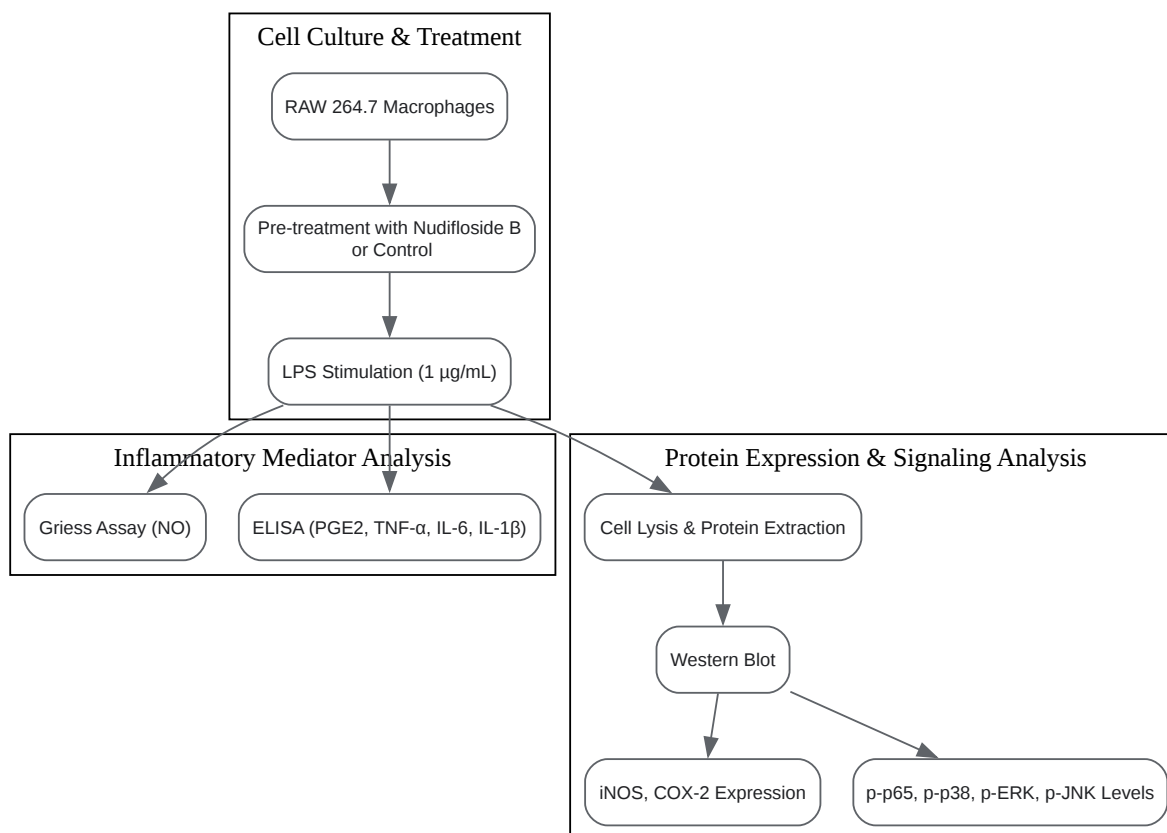 Cell Culture & Treatment
RAW 264.7 Macrophages
Pre-treatment with Nudifloside B
or Control
LPS Stimulation (1 µg/mL)
Inflammatory Mediator Analysis
Griess Assay (NO)
ELISA (PGE2, TNF-α, IL-6, IL-1β)
Protein Expression & Signaling Analysis
Cell Lysis & Protein Extraction
Western Blot
iNOS, COX-2 Expression
p-p65, p-p38, p-ERK, p-JNK Levels